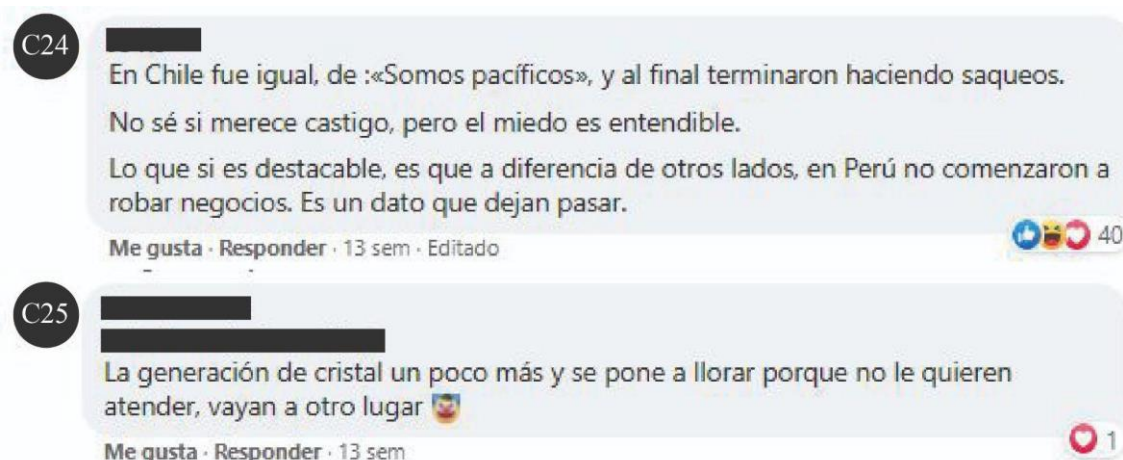 C24
En Chile fue igual, de :«Somos pacíficos», y al final terminaron haciendo saqueos.
No sé si merece castigo, pero el miedo es entendible.
Lo que si es destacable, es que a diferencia de otros lados, en Perú no comenzaron a
robar negocios. Es un dato que dejan pasar.
Me gusta · Responder · 13 sem · Editado
40
C25
La generación de cristal un poco más y se pone a llorar porque no le quieren
atender, vayan a otro lugar 🤡
Me gusta · Responder · 13 sem
1